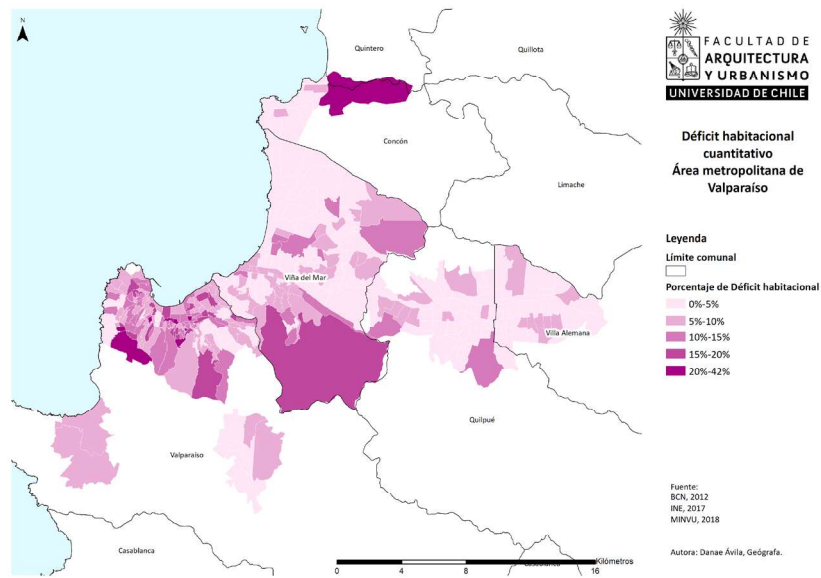 N
Quintero
Quillota
Concón
Limache
Viña del Mar
Villa Alemana
Quilpué
Valparaíso
Casablanca
Kilómetros
0
4
8
16
FACULTAD DE
ARQUITECTURA
Y URBANISMO
UNIVERSIDAD DE CHILE
Déficit habitacional
cuantitativo
Área metropolitana de
Valparaíso
Leyenda
Límite comunal
Porcentaje de Déficit habitacional
0%-5%
5%-10%
10%-15%
15%-20%
20%-42%
Fuente:
BCN, 2012
INE, 2017
MINVU, 2018
Autora: Danae Ávila, Geógrafa.